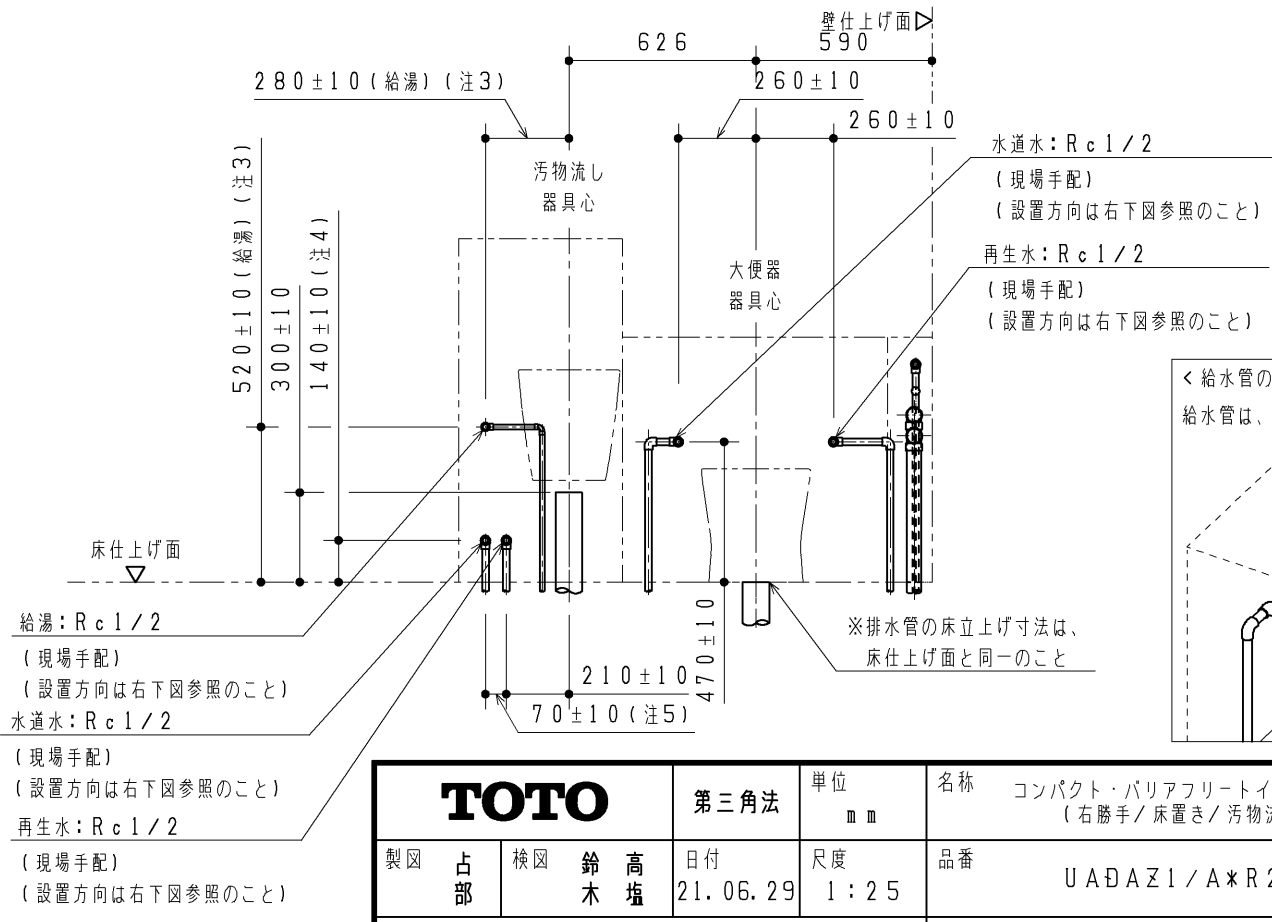 壁仕上げ面
626
590
280±10(給湯)(注3)
260±10
260±10
水道水:Rc1/2
(現場手配)
(設置方向は右下図参照のこと)
汚物流し
器具心
520±10(給湯)(注3)
300±10
140±10(注4)
大便器
器具心
再生水:Rc1/2
(現場手配)
(設置方向は右下図参照のこと)
<給水管の
給水管は、
床仕上げ面
給湯:Rc1/2
(現場手配)
(設置方向は右下図参照のこと)
470±10
※排水管の床立上げ寸法は、
床仕上げ面と同一のこと
210±10
70±10(注5)
水道水:Rc1/2
(現場手配)
(設置方向は右下図参照のこと)
再生水:Rc1/2
(現場手配)
(設置方向は右下図参照のこと)
TOTO
第三角法
単位
mm
名称
コンパクト・バリアフリートイ
(右勝手/床置き/汚物流
製図
占部
検図
鈴木
高塩
日付
21.06.29
尺度
1:25
品番
UADAZ1/A*R2